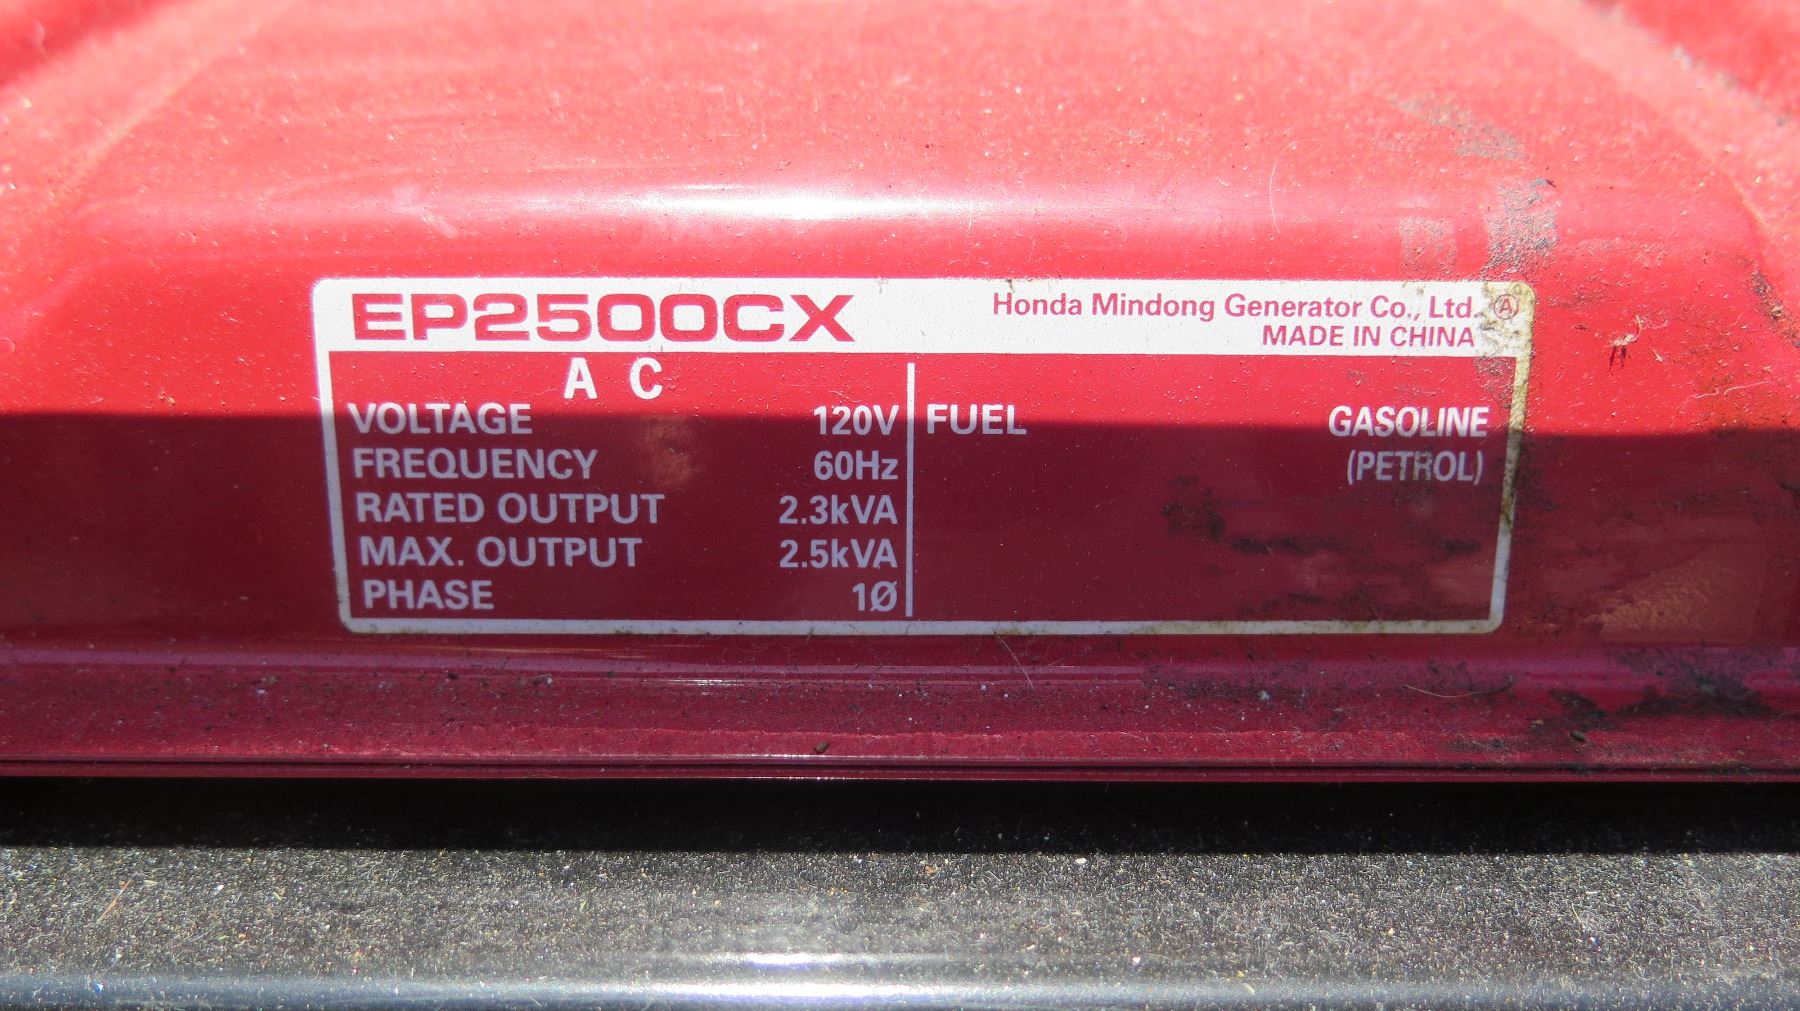 EP2500CX
Honda Mindong Generator Co., Ltd. Ⓐ
MADE IN CHINA
A C
VOLTAGE 120V
FREQUENCY 60Hz
RATED OUTPUT 2.3kVA
MAX. OUTPUT 2.5kVA
PHASE 1Ø
FUEL GASOLINE
(PETROL)